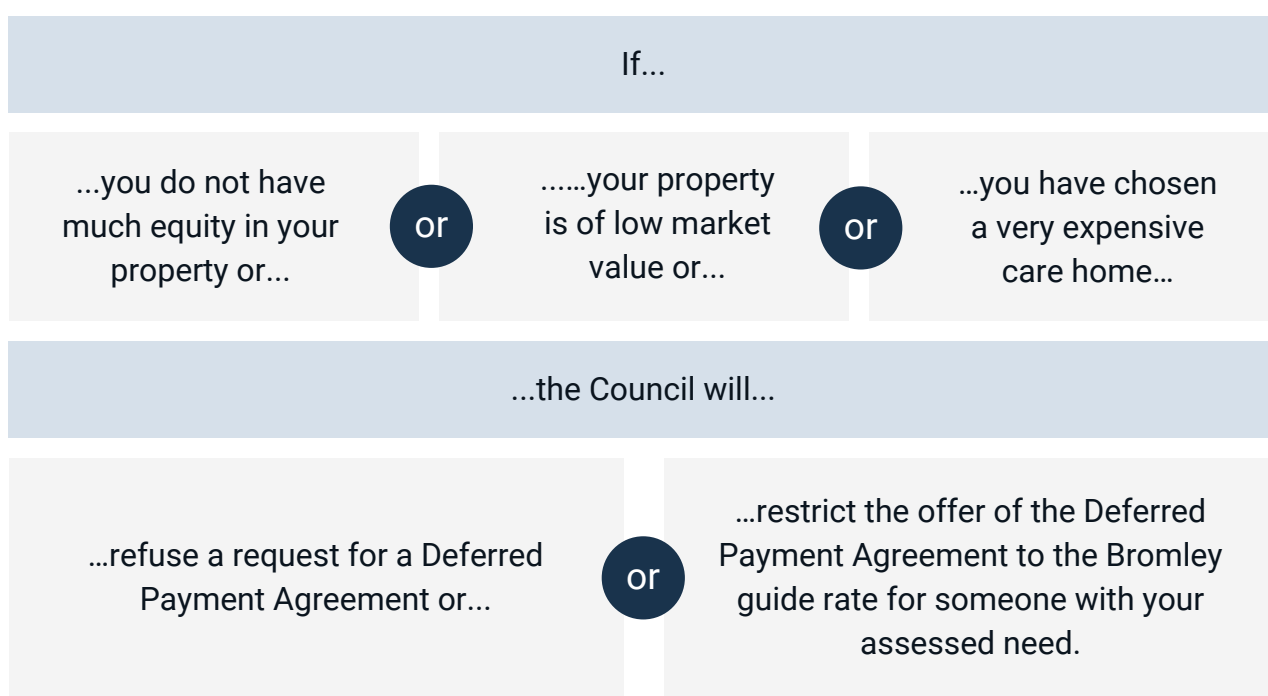 If...
...you do not have
much equity in your
property or...
or
...…your property
is of low market
value or...
or
…you have chosen
a very expensive
care home…
...the Council will...
…refuse a request for a Deferred
Payment Agreement or...
or
…restrict the offer of the Deferred
Payment Agreement to the Bromley
guide rate for someone with your
assessed need.